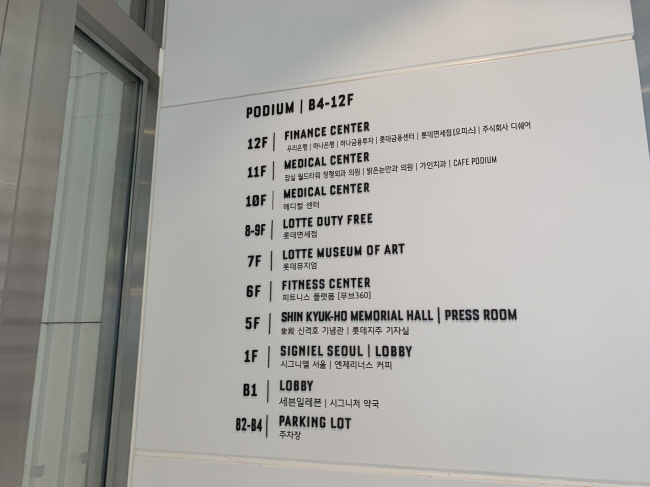 PODIUM | B4-12F
12F | FINANCE CENTER
우리은행 | 하나은행 | 하나금융투자 | 롯데금융센터 | 롯데면세점(오피스) | 주식회사 디쉐어
11F | MEDICAL CENTER
잠실 월드타워 정형외과 의원 | 밝은눈안과 의원 | 가인치과 | CAFE PODIUM
10F | MEDICAL CENTER
메디컬 센터
8-9F | LOTTE DUTY FREE
롯데면세점
7F | LOTTE MUSEUM OF ART
롯데뮤지엄
6F | FITNESS CENTER
피트니스 플랫폼 [무브360]
5F | SHIN KYUK-HO MEMORIAL HALL | PRESS ROOM
象殿 신격호 기념관 | 롯데지주 기자실
1F | SIGNIEL SEOUL | LOBBY
시그니엘 서울 | 엔제리너스 커피
B1 | LOBBY
세븐일레븐 | 시그니처 약국
B2-B4 | PARKING LOT
주차장